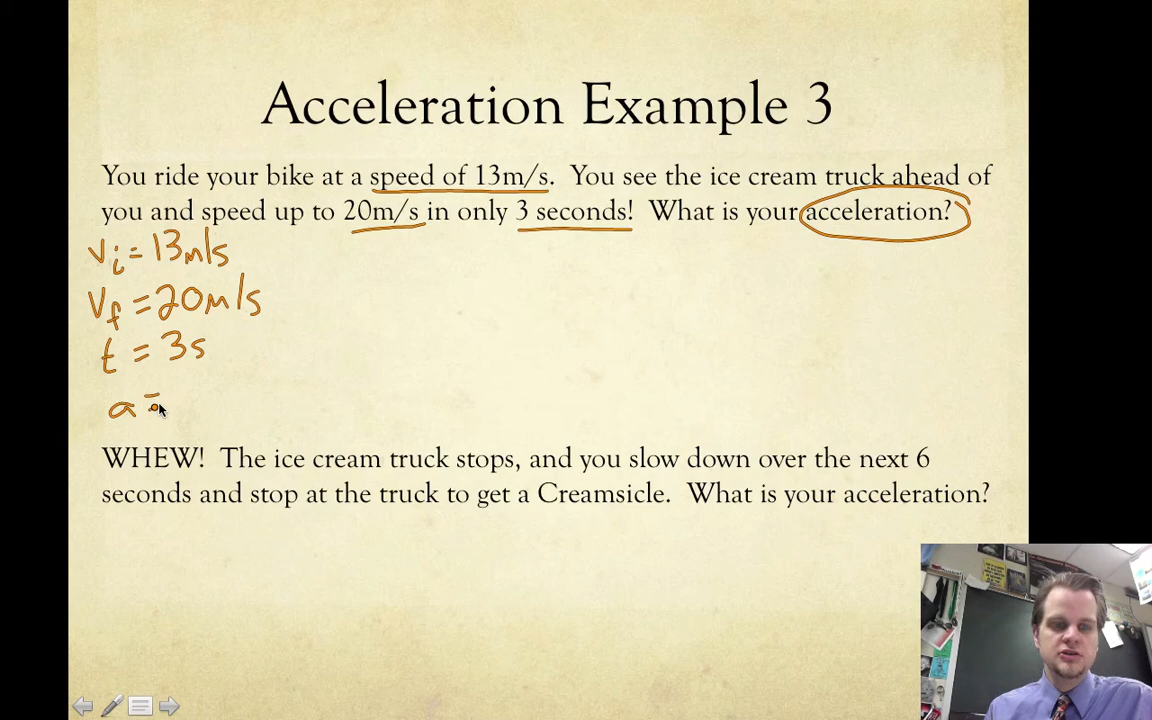 Acceleration Example 3
You ride your bike at a speed of 13m/s. You see the ice cream truck ahead of
you and speed up to 20m/s in only 3 seconds! What is your acceleration?
vi = 13m/s
vf = 20m/s
t = 3s
a =
WHEW! The ice cream truck stops, and you slow down over the next 6
seconds and stop at the truck to get a Creamsicle. What is your acceleration?